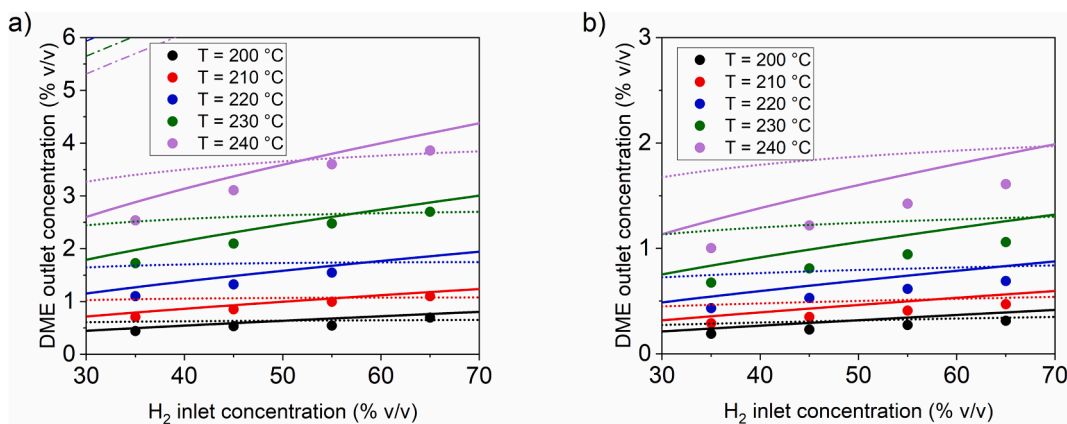 a)
DME outlet concentration (% v/v)
6
5
4
3
2
1
0
T = 200 °C
T = 210 °C
T = 220 °C
T = 230 °C
T = 240 °C
30 40 50 60 70
H₂ inlet concentration (% v/v)
b)
DME outlet concentration (% v/v)
3
2
1
0
T = 200 °C
T = 210 °C
T = 220 °C
T = 230 °C
T = 240 °C
30 40 50 60 70
H₂ inlet concentration (% v/v)